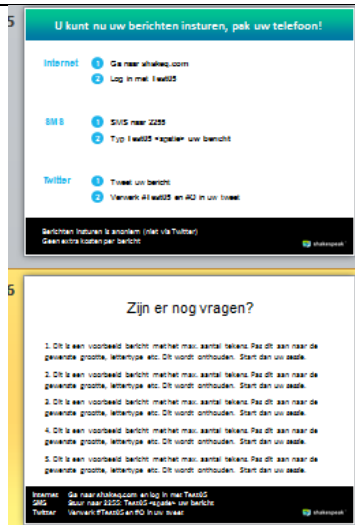 5
U kunt nu uw berichten insturen, pak uw telefoon!
Internet
1 Ga naar shakeq.com
2 Log in met Test05
SMS
1 SMS naar 2255
2 Typ Test05 <spatie> uw bericht
Twitter
1 Tweet uw bericht
2 Verwerk #Test05 en #O in uw tweet
Berichten insturen is anoniem (niet via Twitter)
Geen extra kosten per bericht
shakespeak
5
Zijn er nog vragen?
1. Dit is een voorbeeld bericht met het max. aantal tekens. Pas dit aan naar de
gewenste grootte, lettertype etc. Dit wordt onthouden. Start dan uw sessie.
2. Dit is een voorbeeld bericht met het max. aantal tekens. Pas dit aan naar de
gewenste grootte, lettertype etc. Dit wordt onthouden. Start dan uw sessie.
3. Dit is een voorbeeld bericht met het max. aantal tekens. Pas dit aan naar de
gewenste grootte, lettertype etc. Dit wordt onthouden. Start dan uw sessie.
4. Dit is een voorbeeld bericht met het max. aantal tekens. Pas dit aan naar de
gewenste grootte, lettertype etc. Dit wordt onthouden. Start dan uw sessie.
5. Dit is een voorbeeld bericht met het max. aantal tekens. Pas dit aan naar de
gewenste grootte, lettertype etc. Dit wordt onthouden. Start dan uw sessie.
Internet Ga naar shakeq.com en log in met Test05
SMS Stuur naar 2255: Test05 <spatie> uw bericht
Twitter Verwerk #Test05 en #O in uw tweet
shakespeak